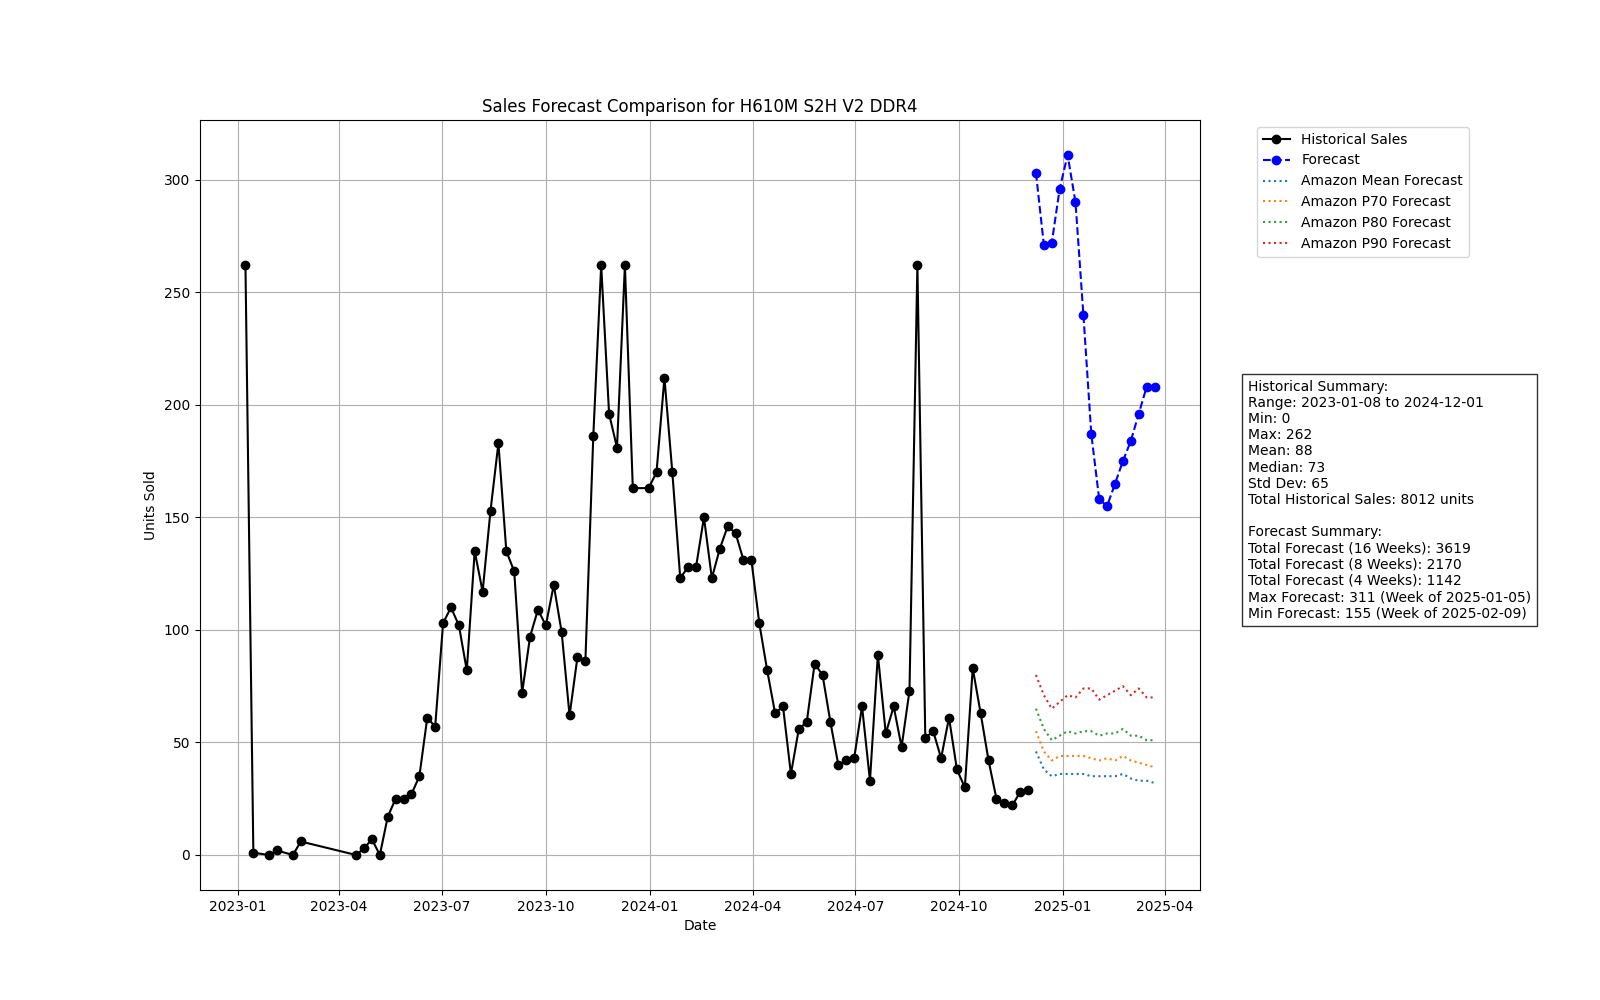 Sales Forecast Comparison for H610M S2H V2 DDR4
Historical Sales
Forecast
Amazon Mean Forecast
Amazon P70 Forecast
Amazon P80 Forecast
Amazon P90 Forecast
300
250
200
150
100
50
0
Units Sold
Historical Summary:
Range: 2023-01-08 to 2024-12-01
Min: 0
Max: 262
Mean: 88
Median: 73
Std Dev: 65
Total Historical Sales: 8012 units
Forecast Summary:
Total Forecast (16 Weeks): 3619
Total Forecast (8 Weeks): 2170
Total Forecast (4 Weeks): 1142
Max Forecast: 311 (Week of 2025-01-05)
Min Forecast: 155 (Week of 2025-02-09)
2023-01 2023-04 2023-07 2023-10 2024-01 2024-04 2024-07 2024-10 2025-01 2025-04
Date